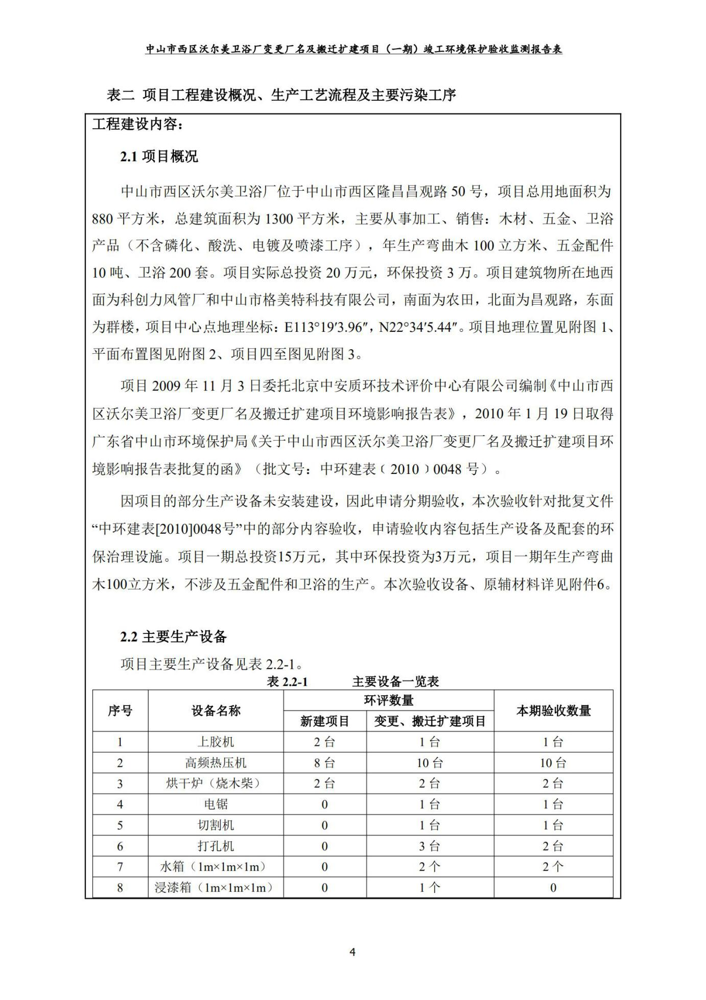 中山市西区沃尔美卫浴厂变更厂名及搬迁扩建项目（一期）竣工环境保护验收监测报告表
表二 项目工程建设概况、生产工艺流程及主要污染工序
工程建设内容：
2.1 项目概况
中山市西区沃尔美卫浴厂位于中山市西区隆昌昌观路 50 号，项目总用地面积为
880 平方米，总建筑面积为 1300 平方米，主要从事加工、销售：木材、五金、卫浴
产品（不含磷化、酸洗、电镀及喷漆工序），年生产弯曲木 100 立方米、五金配件
10 吨、卫浴 200 套。项目实际总投资 20 万元，环保投资 3 万。项目建筑物所在地西
面为科创力风管厂和中山市格美特科技有限公司，南面为农田，北面为昌观路，东面
为群楼，项目中心点地理坐标：E113°19′3.96″，N22°34′5.44″。项目地理位置见附图 1、
平面布置图见附图 2、项目四至图见附图 3。
项目 2009 年 11 月 3 日委托北京中安质环技术评价中心有限公司编制《中山市西
区沃尔美卫浴厂变更厂名及搬迁扩建项目环境影响报告表》，2010 年 1 月 19 日取得
广东省中山市环境保护局《关于中山市西区沃尔美卫浴厂变更厂名及搬迁扩建项目环
境影响报告表批复的函》（批文号：中环建表﹝2010﹞0048 号）。
因项目的部分生产设备未安装建设，因此申请分期验收，本次验收针对批复文件
“中环建表[2010]0048号”中的部分内容验收，申请验收内容包括生产设备及配套的环
保治理设施。项目一期总投资15万元，其中环保投资为3万元，项目一期年生产弯曲
木100立方米，不涉及五金配件和卫浴的生产。本次验收设备、原辅材料详见附件6。
2.2 主要生产设备
项目主要生产设备见表 2.2-1。
表 2.2-1 主要设备一览表
序号 设备名称 环评数量 本期验收数量
新建项目 变更、搬迁扩建项目
1 上胶机 2 台 1 台 1 台
2 高频热压机 8 台 10 台 10 台
3 烘干炉（烧木柴） 2 台 2 台 2 台
4 电锯 0 1 台 1 台
5 切割机 0 1 台 1 台
6 打孔机 0 3 台 2 台
7 水箱（1m×1m×1m） 0 2 个 2 个
8 浸漆箱（1m×1m×1m） 0 1 个 0
4